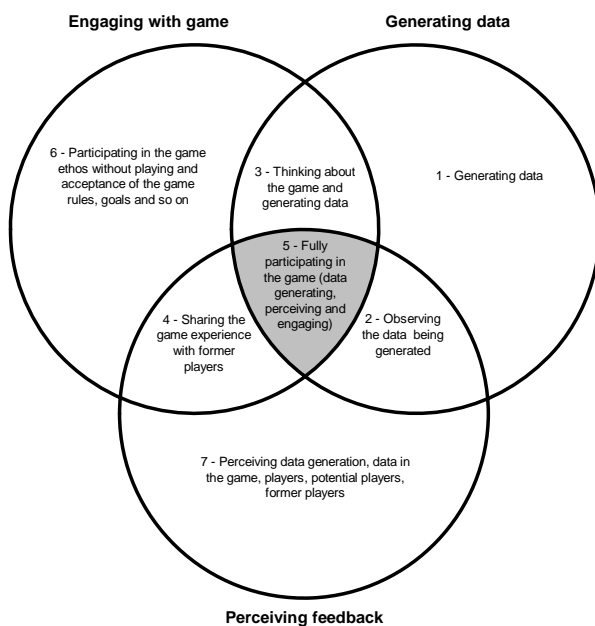 Engaging with game
Generating data
6 - Participating in the game
ethos without playing and
acceptance of the game
rules, goals and so on
3 - Thinking about
the game and
generating data
1 - Generating data
5 - Fully
participating in
the game (data
generating,
perceiving and
engaging)
4 - Sharing the
game experience
with former
players
2 - Observing
the data being
generated
7 - Perceiving data generation, data in
the game, players, potential players,
former players
Perceiving feedback